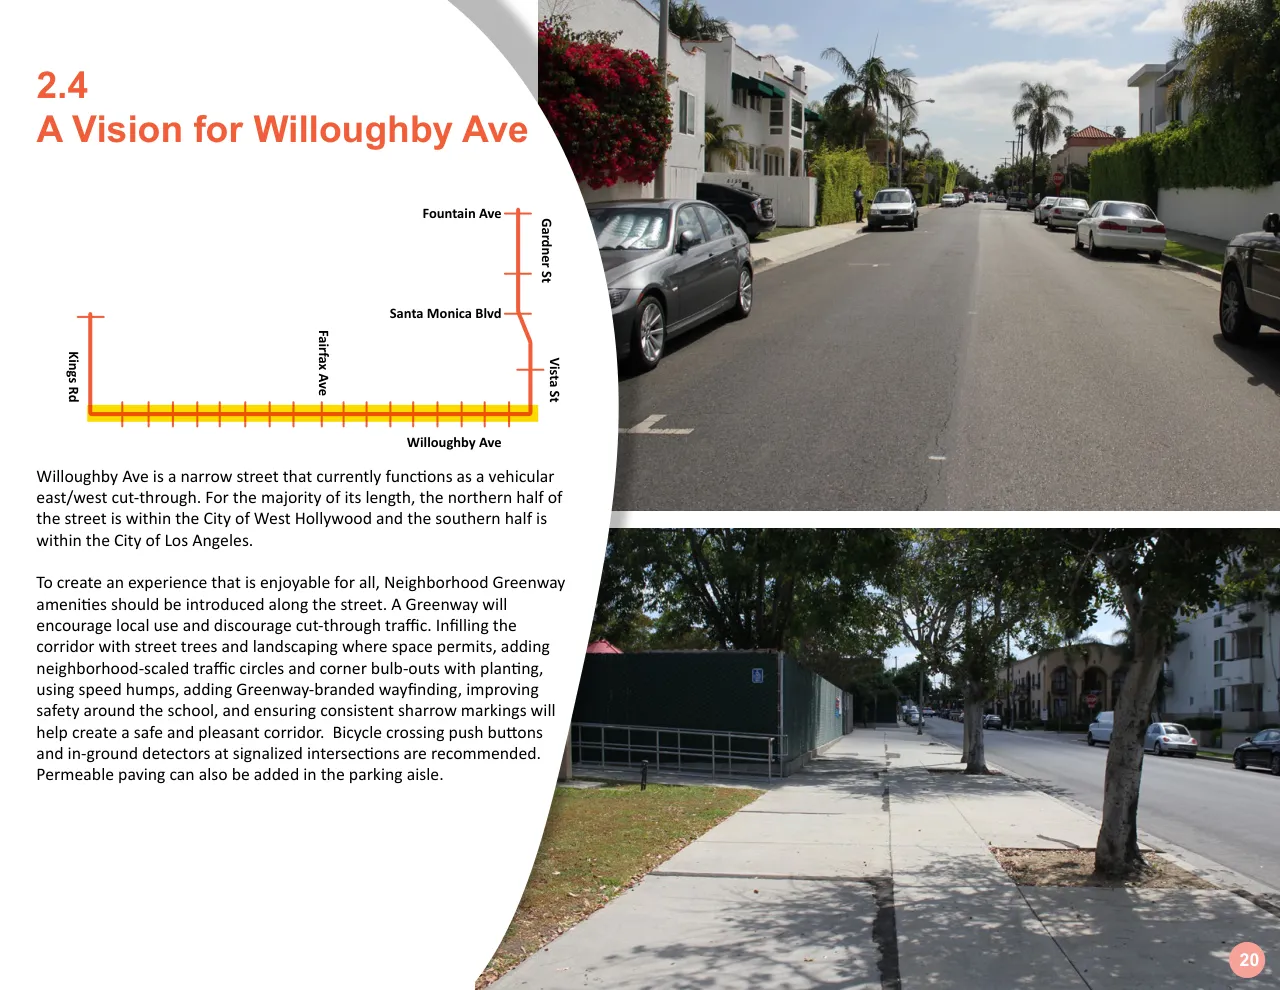 2.4
A Vision for Willoughby Ave
Fountain Ave
Gardner St
Santa Monica Blvd
Fairfax Ave
Kings Rd
Vista St
Willoughby Ave
Willoughby Ave is a narrow street that currently functions as a vehicular
east/west cut-through. For the majority of its length, the northern half of
the street is within the City of West Hollywood and the southern half is
within the City of Los Angeles.
To create an experience that is enjoyable for all, Neighborhood Greenway
amenities should be introduced along the street. A Greenway will
encourage local use and discourage cut-through traffic. Infilling the
corridor with street trees and landscaping where space permits, adding
neighborhood-scaled traffic circles and corner bulb-outs with planting,
using speed humps, adding Greenway-branded wayfinding, improving
safety around the school, and ensuring consistent sharrow markings will
help create a safe and pleasant corridor.  Bicycle crossing push buttons
and in-ground detectors at signalized intersections are recommended.
Permeable paving can also be added in the parking aisle.
20